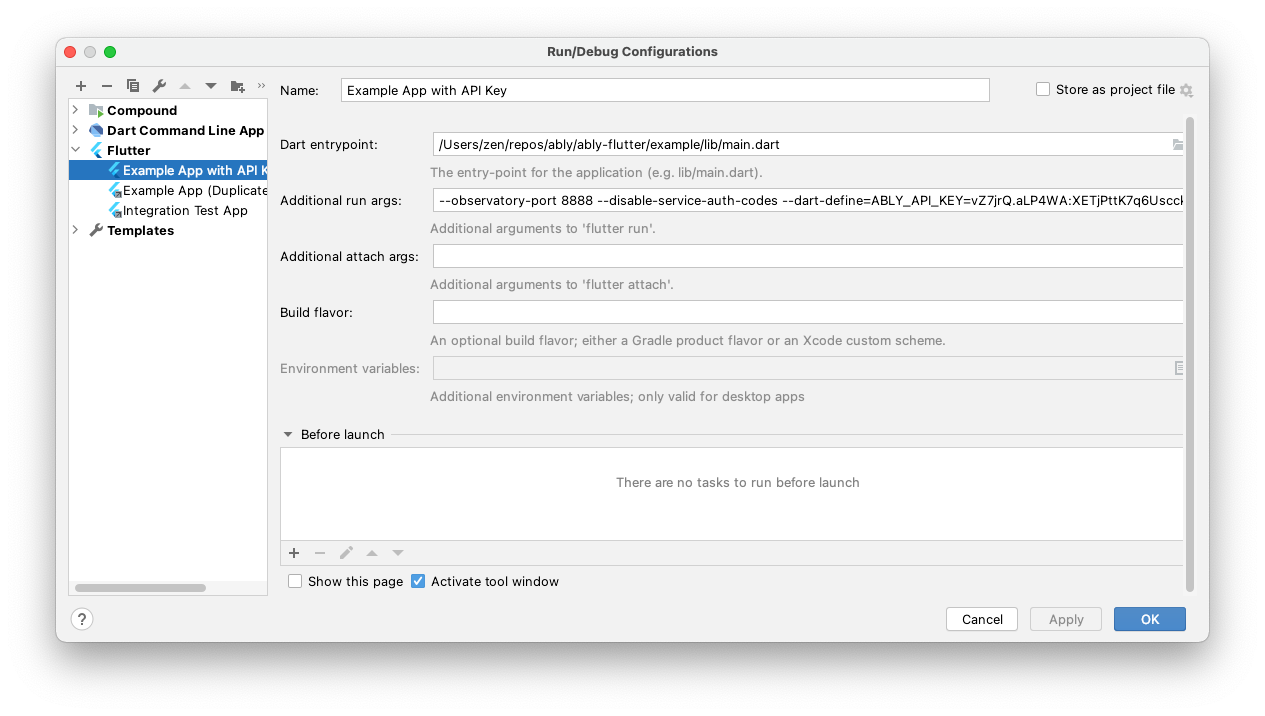 Run/Debug Configurations
Name:
Example App with API Key
Store as project file
Compound
Dart Command Line App
Flutter
Example App with API K
Example App (Duplicate
Integration Test App
Templates
Dart entrypoint:
/Users/zen/repos/ably/ably-flutter/example/lib/main.dart
The entry-point for the application (e.g. lib/main.dart).
Additional run args:
--observatory-port 8888 --disable-service-auth-codes --dart-define=ABLY_API_KEY=vZ7jrQ.aLP4WA:XETjPttK7q6Uscck
Additional arguments to 'flutter run'.
Additional attach args:
Additional arguments to 'flutter attach'.
Build flavor:
An optional build flavor; either a Gradle product flavor or an Xcode custom scheme.
Environment variables:
Additional environment variables; only valid for desktop apps
Before launch
There are no tasks to run before launch
Show this page
Activate tool window
?
Cancel
Apply
OK